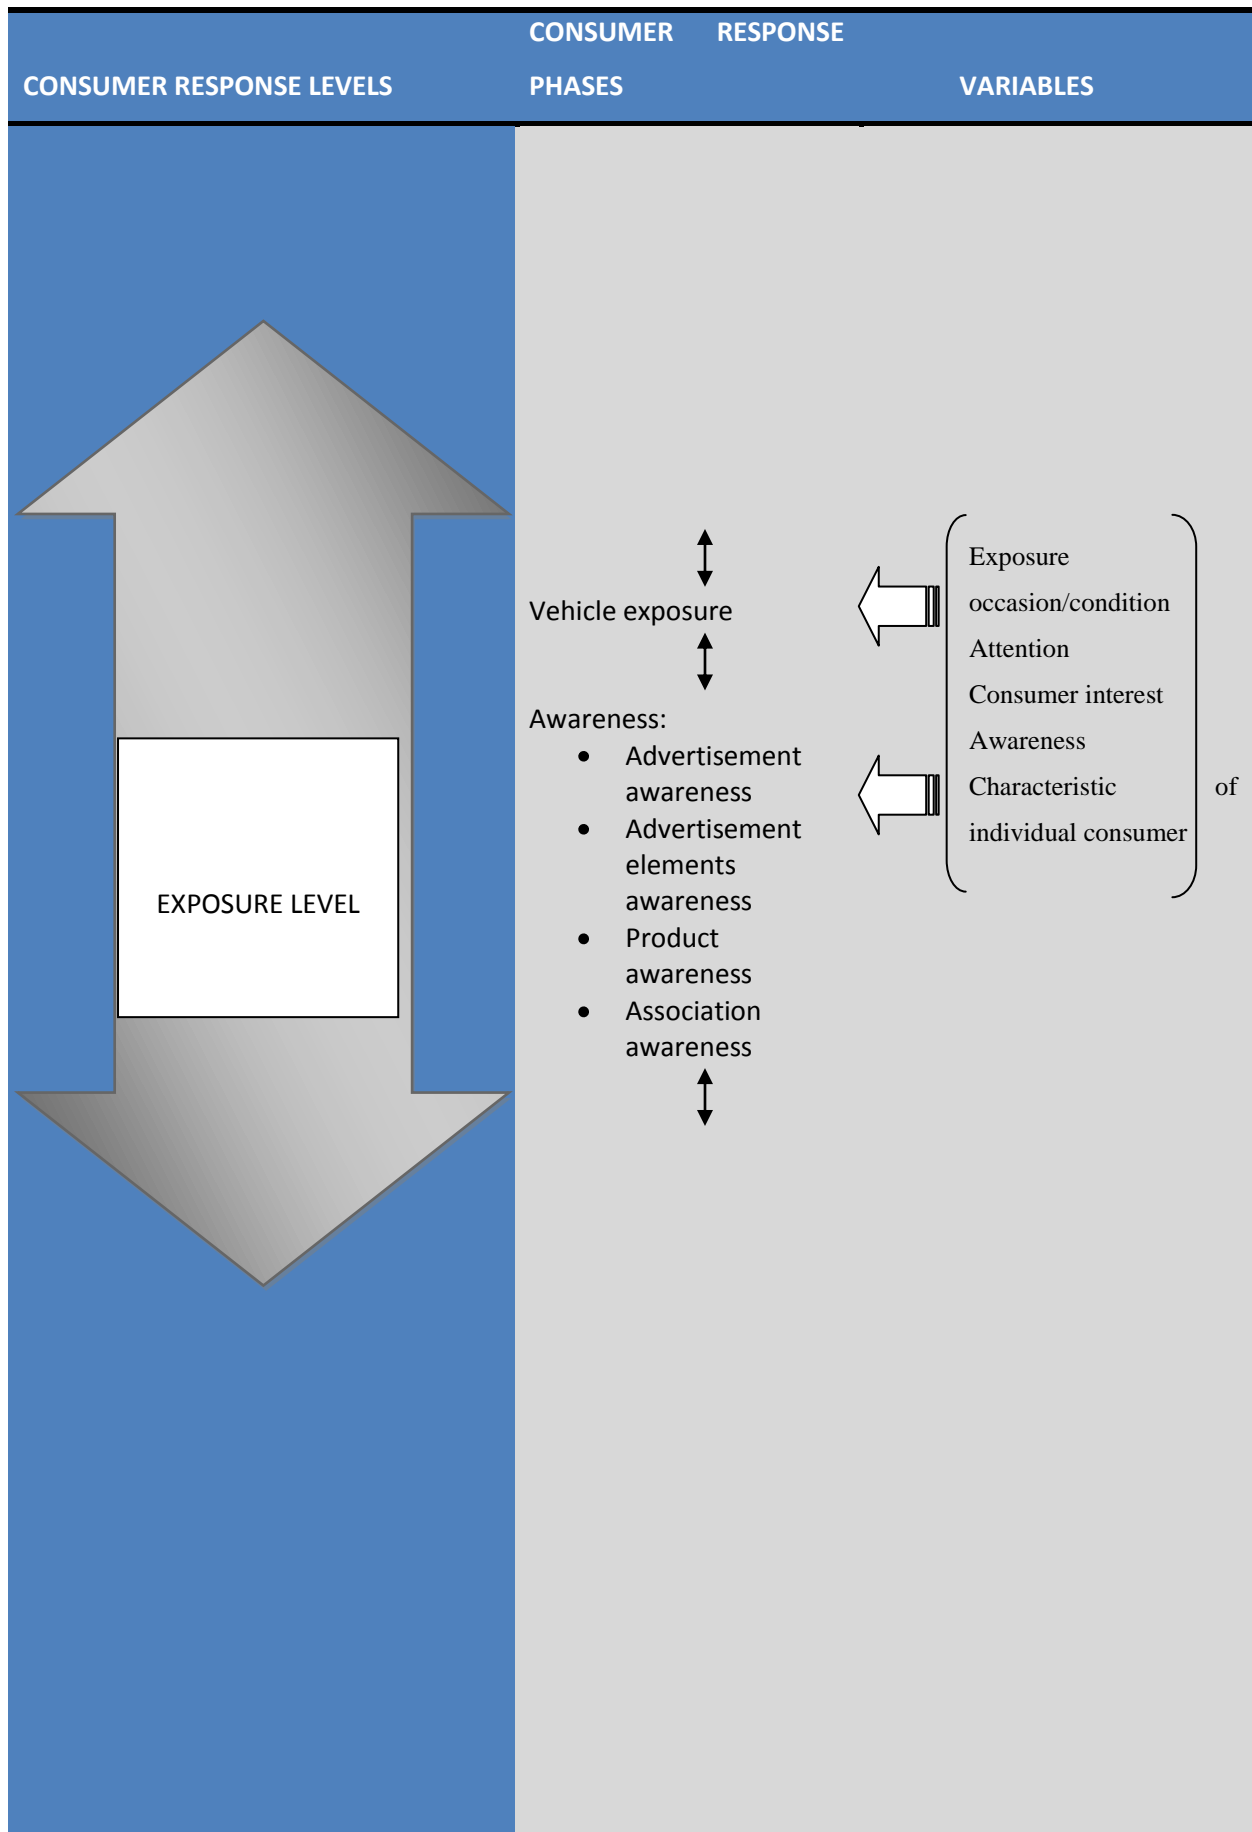 CONSUMER RESPONSE LEVELS
CONSUMER RESPONSE
PHASES
VARIABLES
EXPOSURE LEVEL
Vehicle exposure
Awareness:
• Advertisement
awareness
• Advertisement
elements
awareness
• Product
awareness
• Association
awareness
Exposure
occasion/condition
Attention
Consumer interest
Awareness
Characteristic of
individual consumer